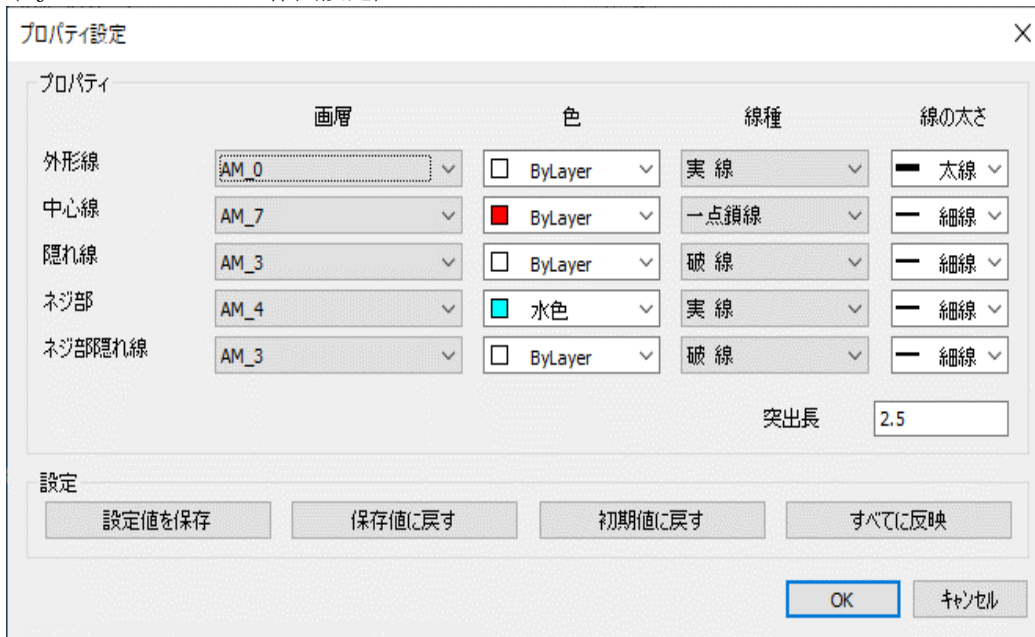 プロパティ設定
プロパティ
画層 色 線種 線の太さ
外形線 AM_0 ByLayer 実 線 太線
中心線 AM_7 ByLayer 一点鎖線 細線
隠れ線 AM_3 ByLayer 破 線 細線
ネジ部 AM_4 水色 実 線 細線
ネジ部隠れ線 AM_3 ByLayer 破 線 細線
突出長 2.5
設定
設定値を保存 保存値に戻す 初期値に戻す すべてに反映
OK キャンセル